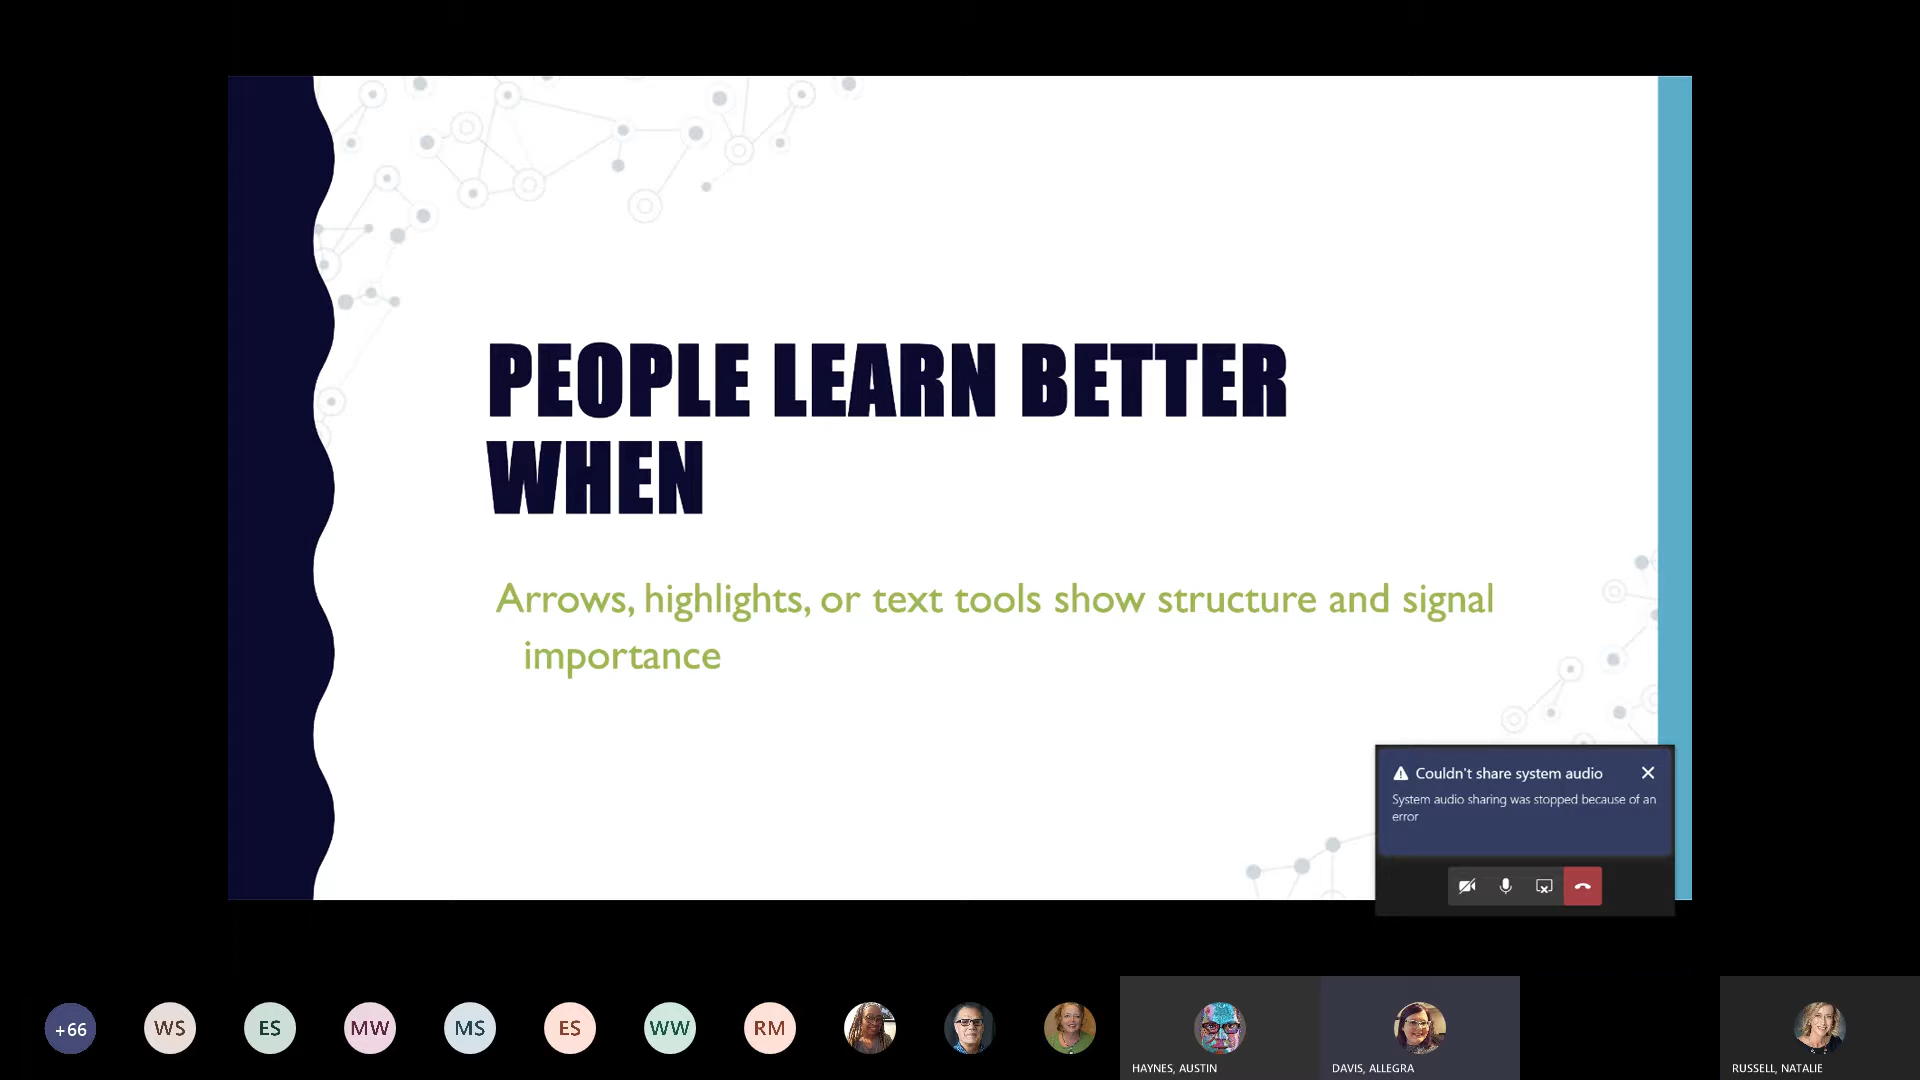 PEOPLE LEARN BETTER
WHEN
Arrows, highlights, or text tools show structure and signal
importance
Couldn't share system audio
System audio sharing was stopped because of an
error
+66
WS
ES
MW
MS
ES
WW
RM
HAYNES, AUSTIN
DAVIS, ALLEGRA
RUSSELL, NATALIE